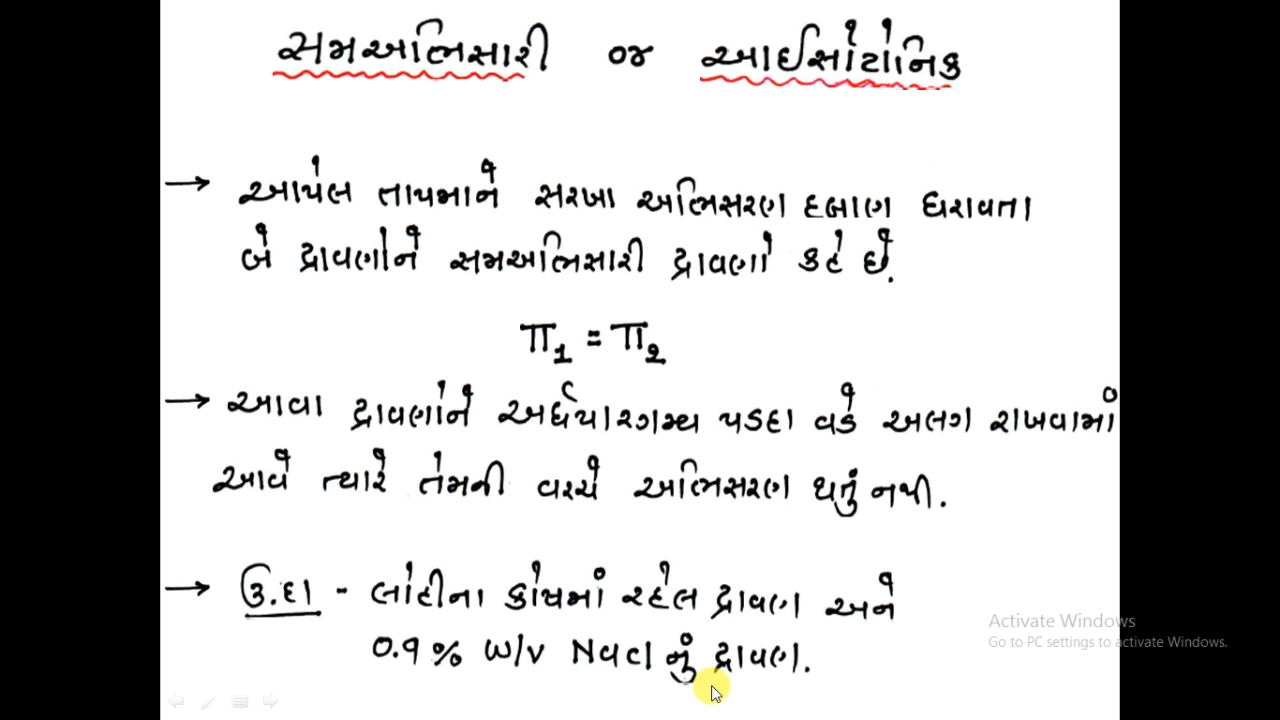 સમઅભિસારી ૦૪ આઈસોટોનિક
→ આપેલ તાપમાને સરખા અભિસરણ દબાણ ધરાવતા
બે દ્રાવણોને સમઅભિસારી દ્રાવણો કહે છે.
π1 = π2
→ આવા દ્રાવણોને અર્ધપારગમ્ય પડદા વડે અલગ રાખવામાં
આવે ત્યારે તેમની વચ્ચે અભિસરણ થતું નથી.
→ ઉ.દા - લોહીના કોષમાં રહેલ દ્રાવણ અને
0.9% W/V NaCl નું દ્રાવણ.
Activate Windows
Go to PC settings to activate Windows.